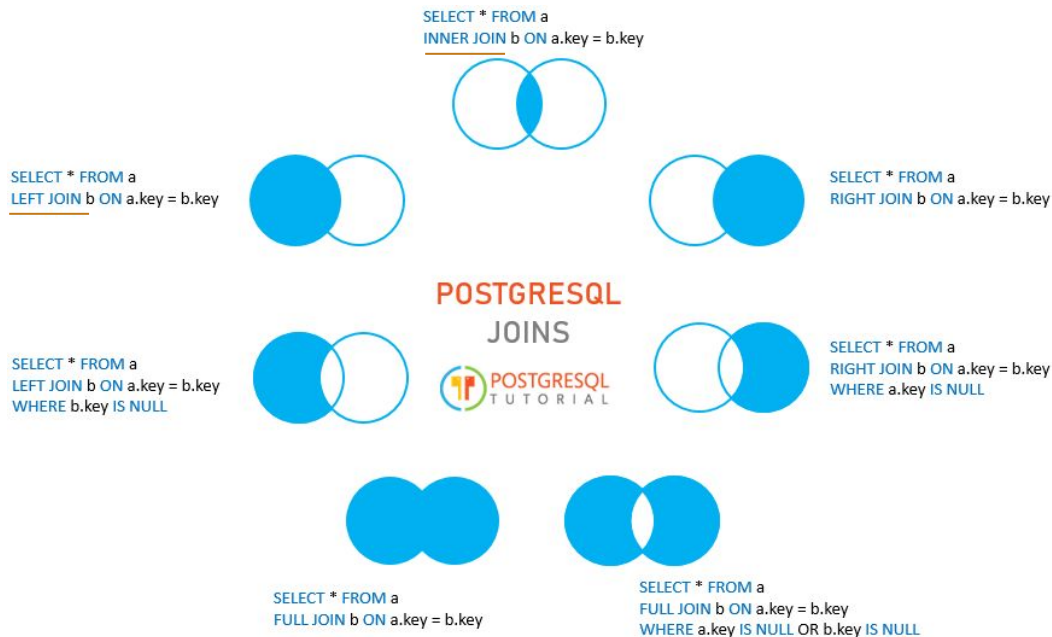 SELECT * FROM a
INNER JOIN b ON a.key = b.key
SELECT * FROM a
LEFT JOIN b ON a.key = b.key
SELECT * FROM a
RIGHT JOIN b ON a.key = b.key
POSTGRESQL
JOINS
POSTGRESQL
TUTORIAL
SELECT * FROM a
LEFT JOIN b ON a.key = b.key
WHERE b.key IS NULL
SELECT * FROM a
RIGHT JOIN b ON a.key = b.key
WHERE a.key IS NULL
SELECT * FROM a
FULL JOIN b ON a.key = b.key
SELECT * FROM a
FULL JOIN b ON a.key = b.key
WHERE a.key IS NULL OR b.key IS NULL